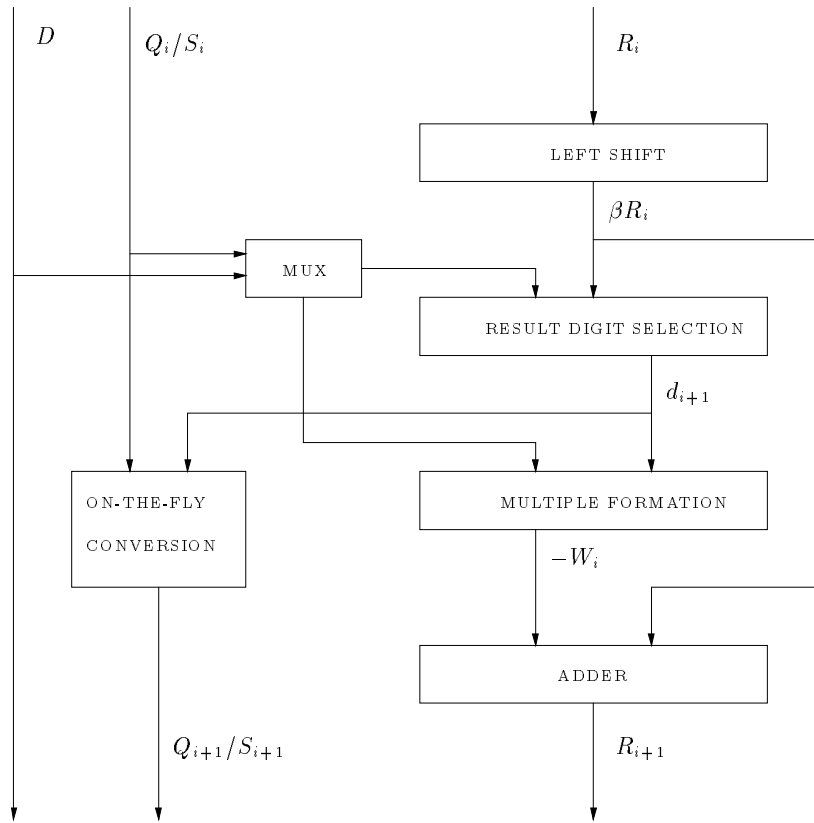 D
Q_i/S_i
R_i
LEFT SHIFT
βR_i
MUX
RESULT DIGIT SELECTION
d_{i+1}
ON-THE-FLY
CONVERSION
MULTIPLE FORMATION
−W_i
ADDER
Q_{i+1}/S_{i+1}
R_{i+1}